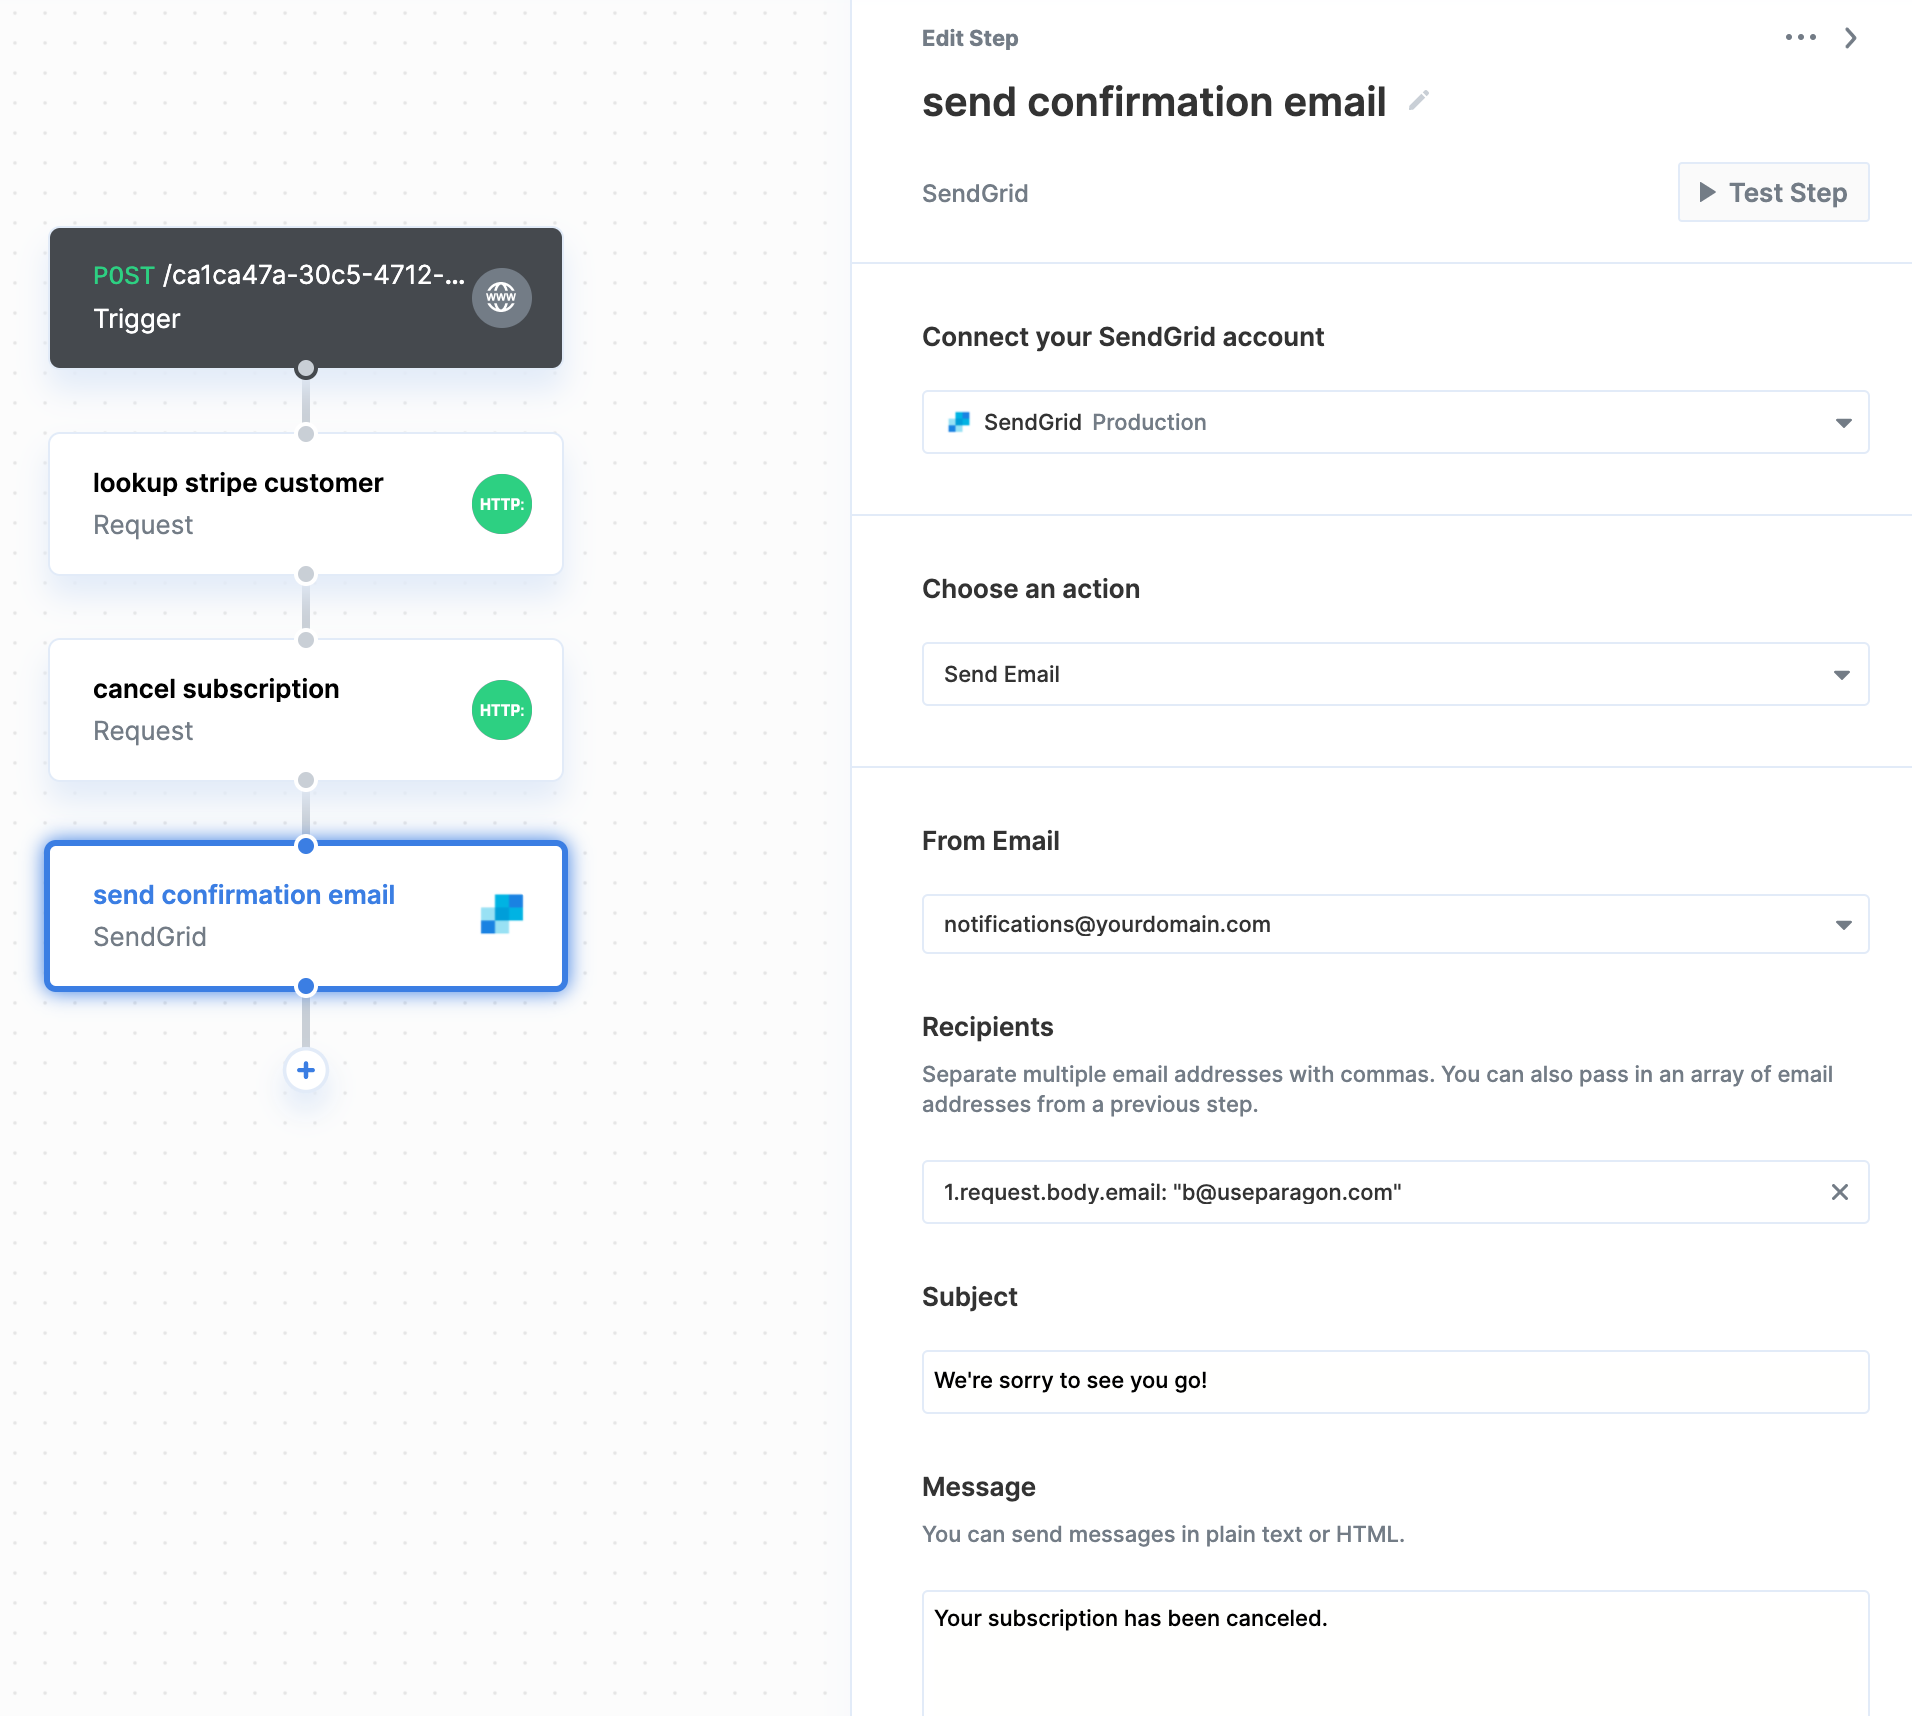 POST /ca1ca47a-30c5-4712-...
Trigger
www
lookup stripe customer
Request
HTTP:
cancel subscription
Request
HTTP:
send confirmation email
SendGrid
Edit Step
send confirmation email
SendGrid
Test Step
Connect your SendGrid account
SendGrid Production
Choose an action
Send Email
From Email
notifications@yourdomain.com
Recipients
Separate multiple email addresses with commas. You can also pass in an array of email
addresses from a previous step.
1.request.body.email: "b@useparagon.com"
Subject
We're sorry to see you go!
Message
You can send messages in plain text or HTML.
Your subscription has been canceled.